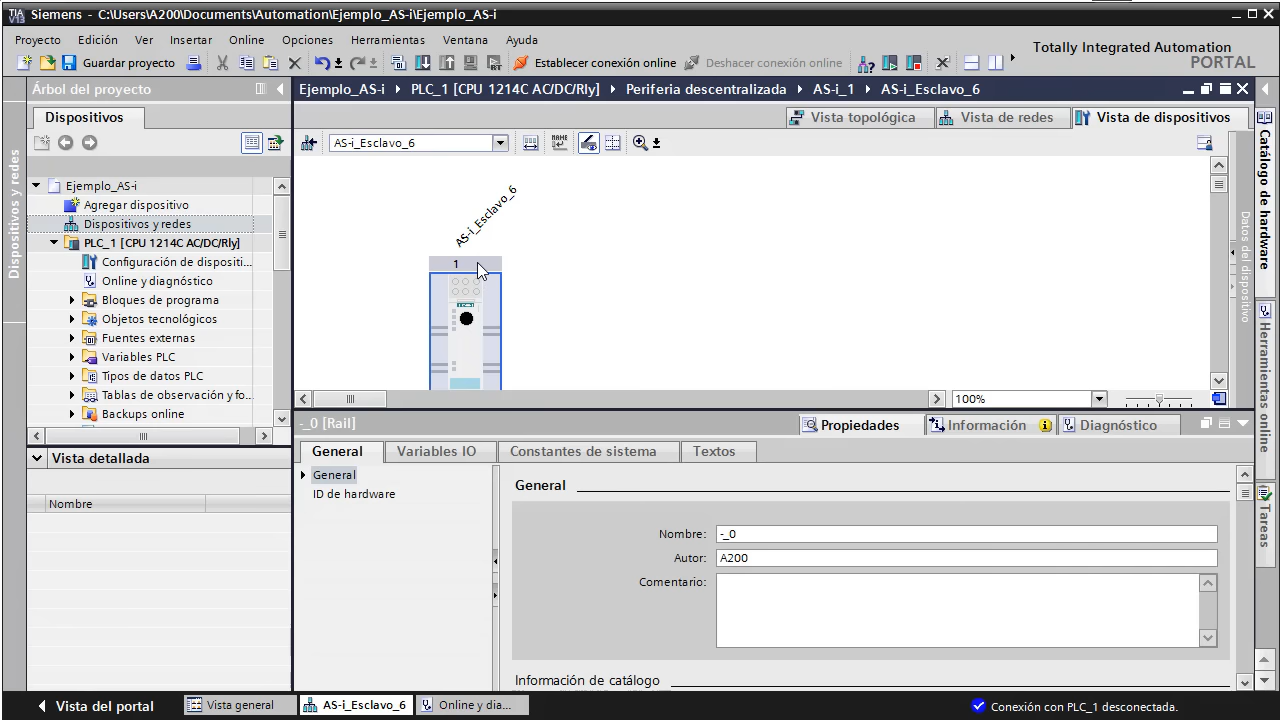 TIA V13 Siemens - C:\Users\A200\Documents\Automation\Ejemplo_AS-i\Ejemplo_AS-i
Proyecto Edición Ver Insertar Online Opciones Herramientas Ventana Ayuda
Totally Integrated Automation
PORTAL
Guardar proyecto Establecer conexión online Deshacer conexión online
Árbol del proyecto
Ejemplo_AS-i PLC_1 [CPU 1214C AC/DC/Rly] Periferia descentralizada AS-i_1 AS-i_Esclavo_6
Dispositivos
Vista topológica Vista de redes Vista de dispositivos
AS-i_Esclavo_6
NAME
Dispositivos y redes
Ejemplo_AS-i
Agregar dispositivo
Dispositivos y redes
PLC_1 [CPU 1214C AC/DC/Rly]
Configuración de dispositi...
Online y diagnóstico
Bloques de programa
Objetos tecnológicos
Fuentes externas
Variables PLC
Tipos de datos PLC
Tablas de observación y fo...
Backups online
AS-i_Esclavo_6
1
100%
Datos del dispositivo
Catálogo de hardware
Herramientas online
Tareas
Vista detallada
Nombre
-_0 [Rail]
Propiedades Información Diagnóstico
General Variables IO Constantes de sistema Textos
General
ID de hardware
General
Nombre: -_0
Autor: A200
Comentario:
Información de catálogo
Vista del portal Vista general AS-i_Esclavo_6 Online y dia... Conexión con PLC_1 desconectada.